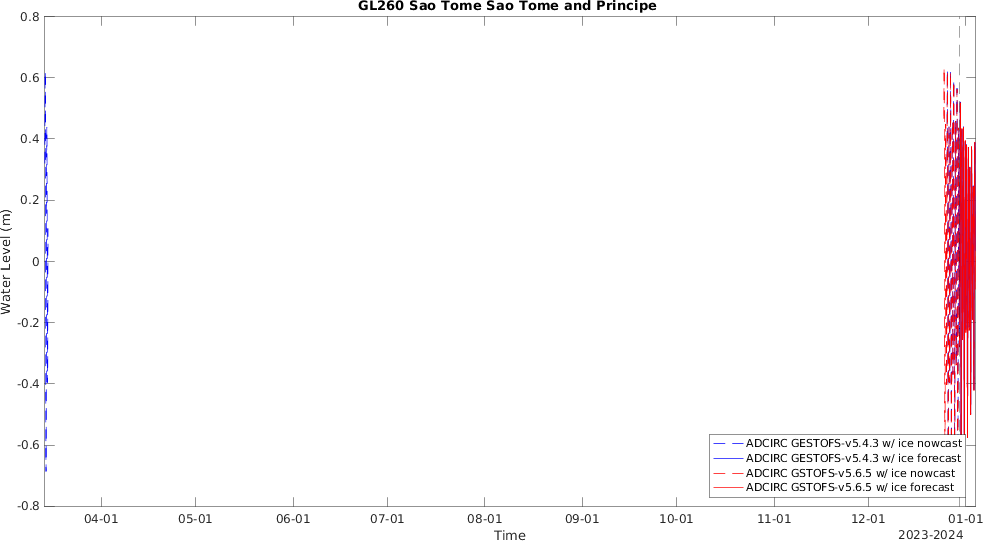 GL260 Sao Tome Sao Tome and Principe
0.8
0.6
0.4
0.2
0
-0.2
-0.4
-0.6
-0.8
Water Level (m)
04-01 05-01 06-01 07-01 08-01 09-01 10-01 11-01 12-01 01-01
Time
2023-2024
ADCIRC GESTOFS-v5.4.3 w/ ice nowcast
ADCIRC GESTOFS-v5.4.3 w/ ice forecast
ADCIRC GSTOFS-v5.6.5 w/ ice nowcast
ADCIRC GSTOFS-v5.6.5 w/ ice forecast